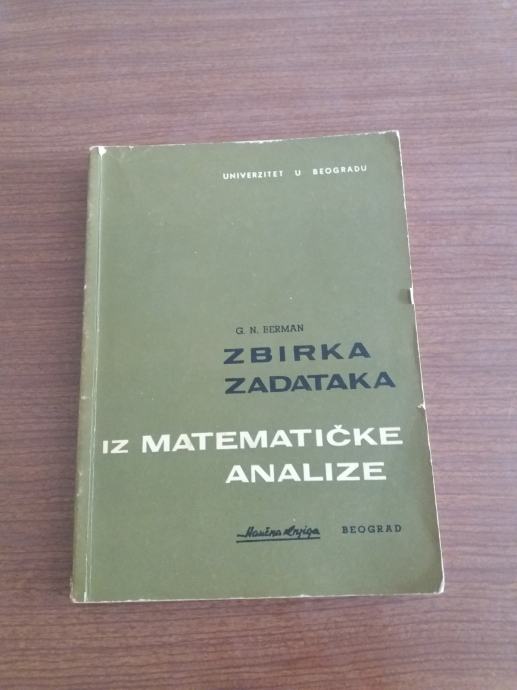 UNIVERZITET U BEOGRADU
G. N. BERMAN
ZBIRKA
ZADATAKA
IZ MATEMATIČKE
ANALIZE
Naučna knjiga BEOGRAD